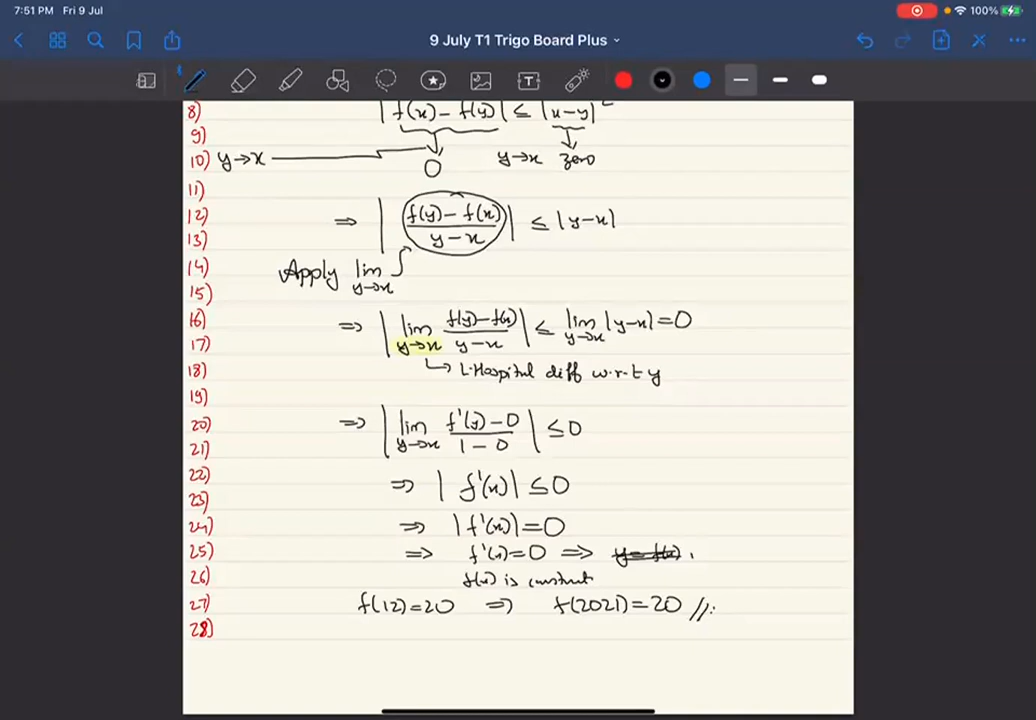 7:51 PM Fri 9 Jul
100%
9 July T1 Trigo Board Plus
T
8) |f(x) - f(y)| ≤ |x-y|²
9)
10) y→x 0 y→x zero
11)
12) ⇒ | f(y) - f(x) / y - x | ≤ |y-x|
13)
14) Apply lim y→x
15)
16) ⇒ | lim y→x f(y)-f(x) / y-x | ≤ lim y→x |y-x| = 0
17)
18) ↳ L-Hospital diff w.r.t y
19)
20) ⇒ | lim y→x f'(y) - 0 / 1 - 0 | ≤ 0
21)
22) ⇒ | f'(x) | ≤ 0
23)
24) ⇒ |f'(x)| = 0
25) ⇒ f'(x) = 0 ⇒ y = f(x)
26) f(x) is constant
27) f(12) = 20 ⇒ f(2021) = 20 //
28)